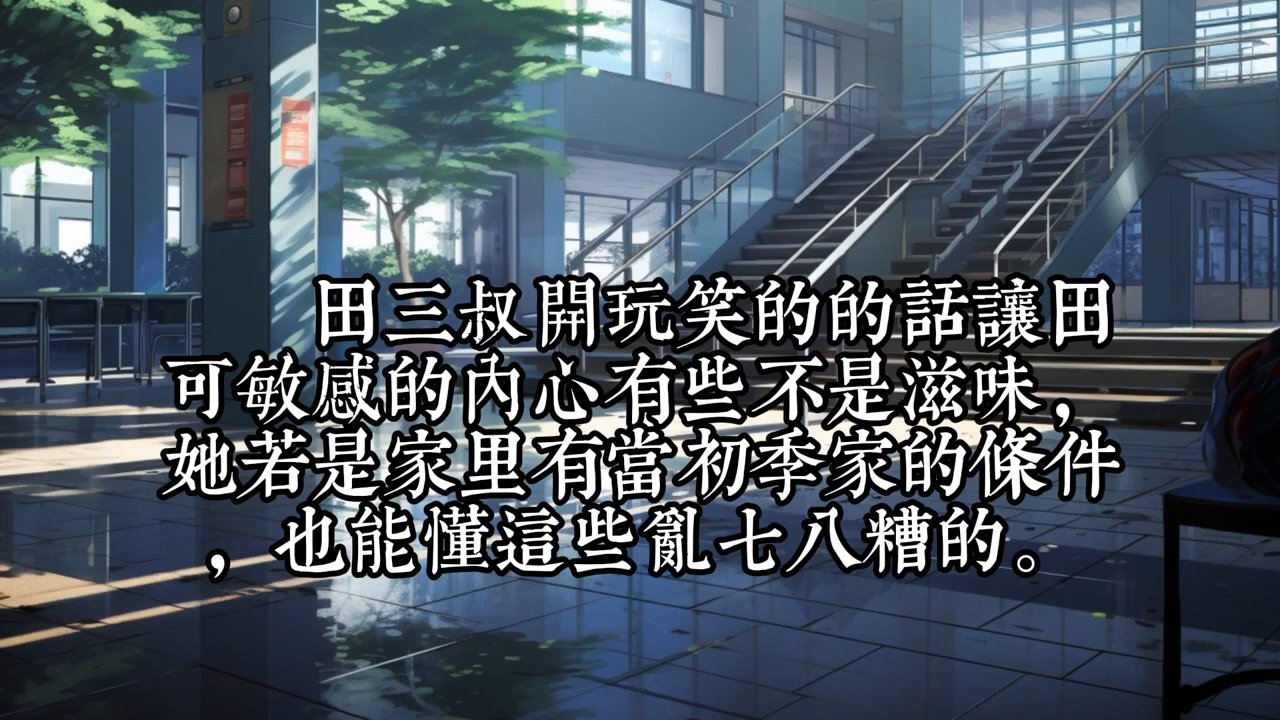 田三叔開玩笑的的話讓田
可敏感的內心有些不是滋味，
她若是家里有當初季家的條件
，也能懂這些亂七八糟的。